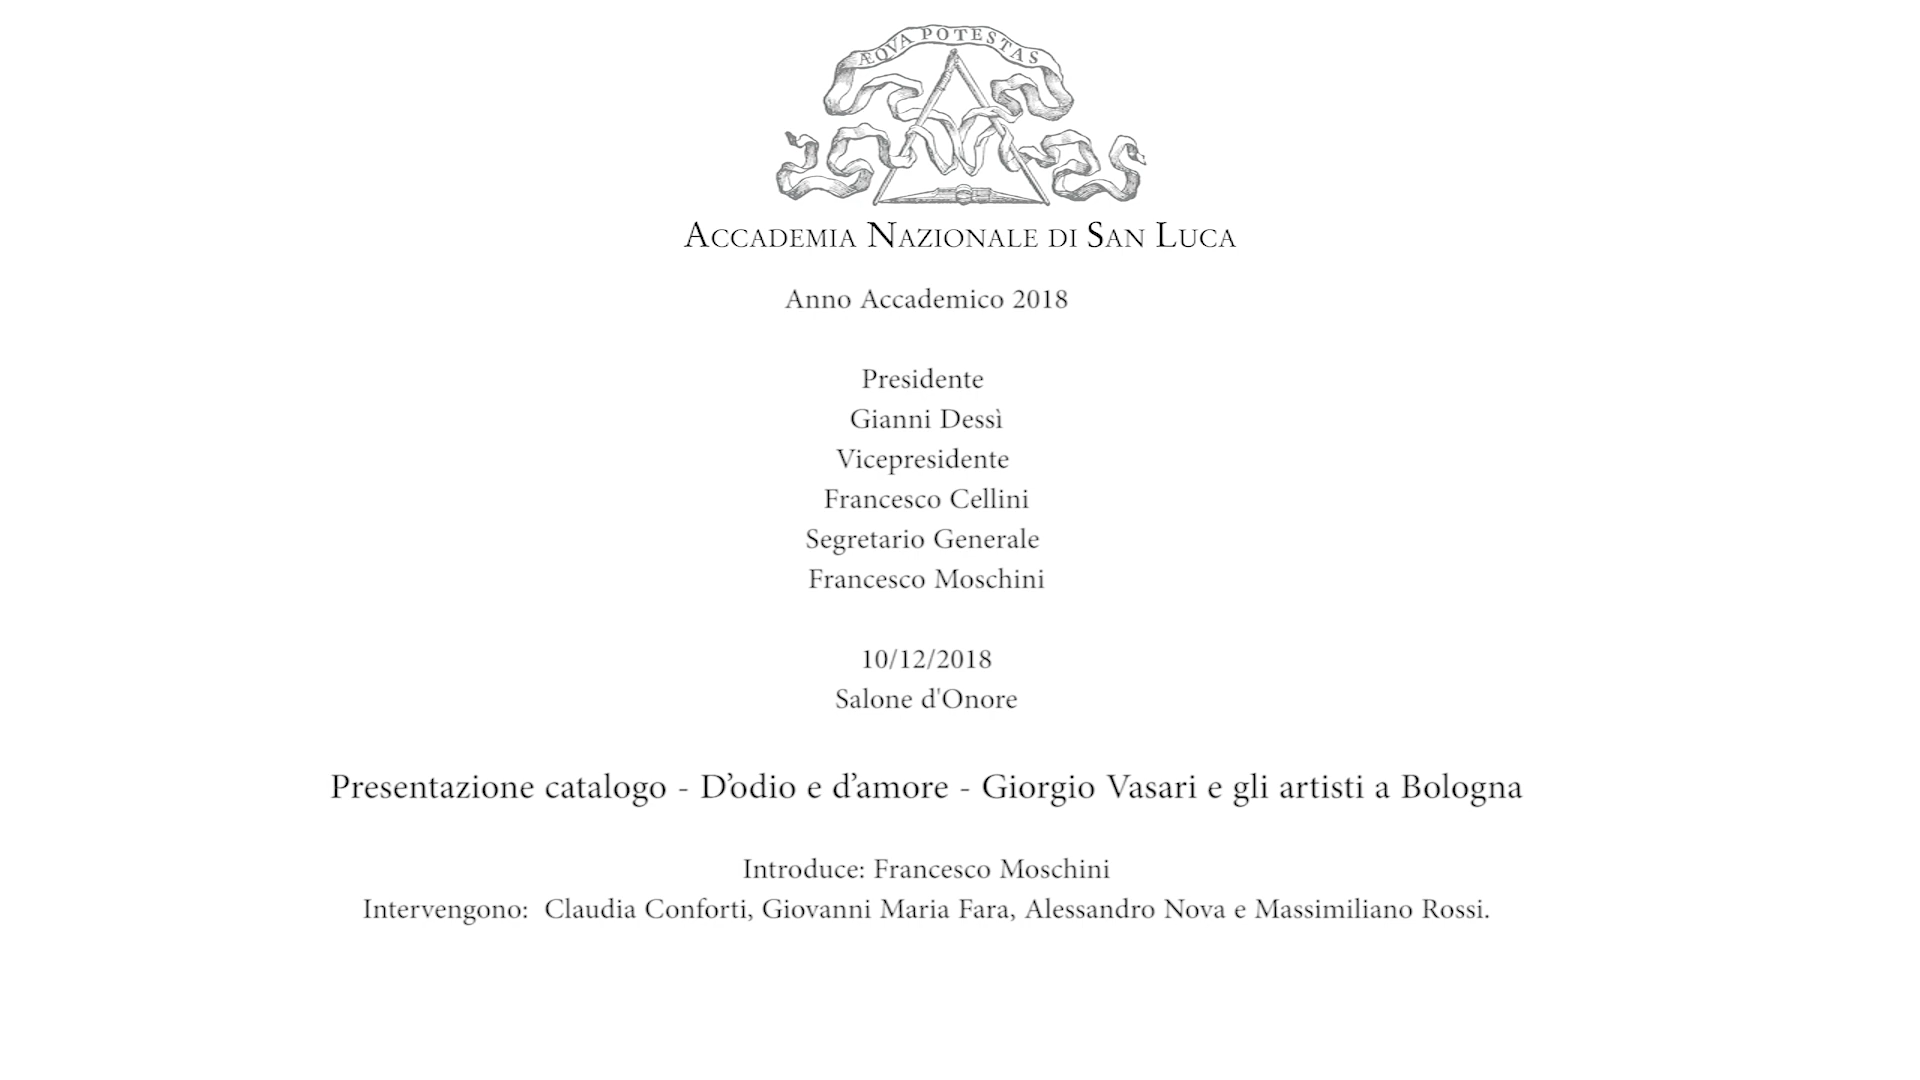 ÆQVA POTESTAS
Accademia Nazionale di San Luca
Anno Accademico 2018
Presidente
Gianni Dessì
Vicepresidente
Francesco Cellini
Segretario Generale
Francesco Moschini
10/12/2018
Salone d'Onore
Presentazione catalogo - D’odio e d’amore - Giorgio Vasari e gli artisti a Bologna
Introduce: Francesco Moschini
Intervengono:  Claudia Conforti, Giovanni Maria Fara, Alessandro Nova e Massimiliano Rossi.